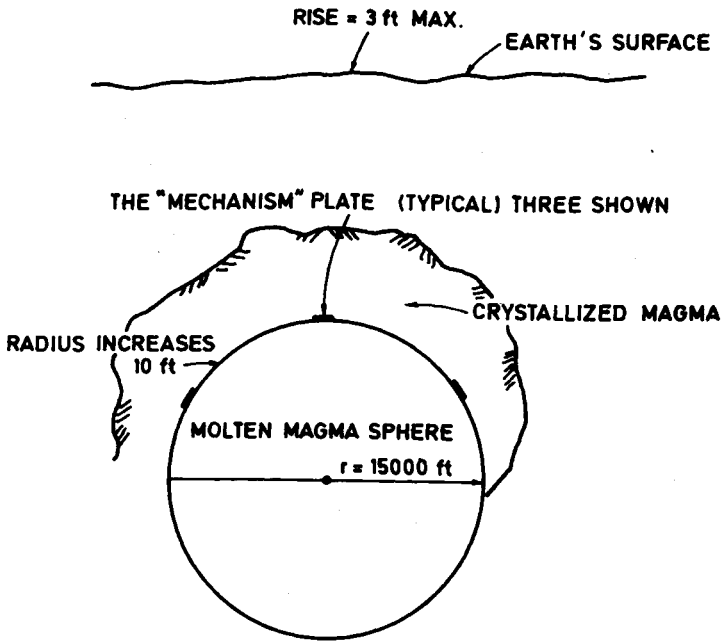 RISE = 3 ft MAX.
EARTH'S SURFACE
THE "MECHANISM" PLATE (TYPICAL) THREE SHOWN
CRYSTALLIZED MAGMA
RADIUS INCREASES
10 ft
MOLTEN MAGMA SPHERE
r = 15000 ft